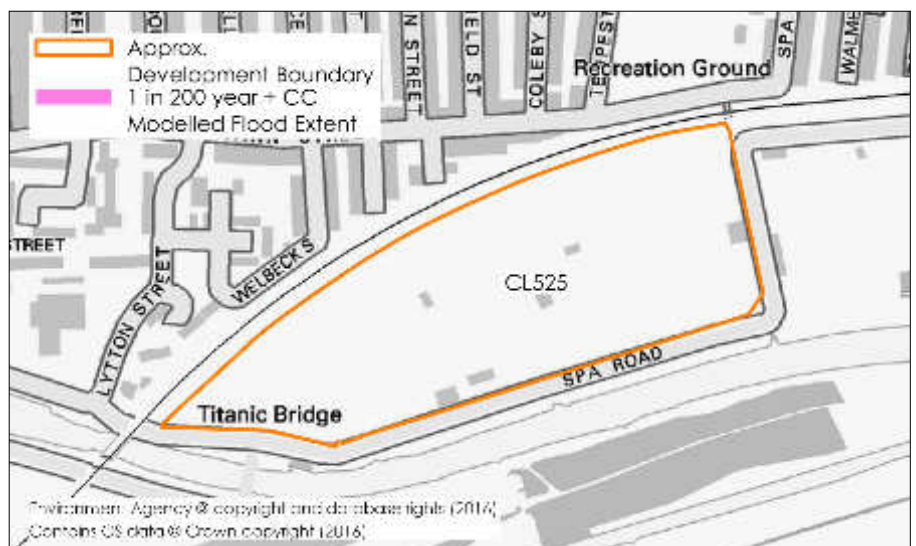 Approx.
Development Boundary
1 in 200 year + CC
Modelled Flood Extent
N STREET
COLEBY S
SPA
WALME
Recreation Ground
STREET
LYTTON STREET
WELBECK S
CL525
SPA ROAD
Titanic Bridge
Environment Agency © copyright and database rights (2016)
Contains OS data © Crown copyright (2016)